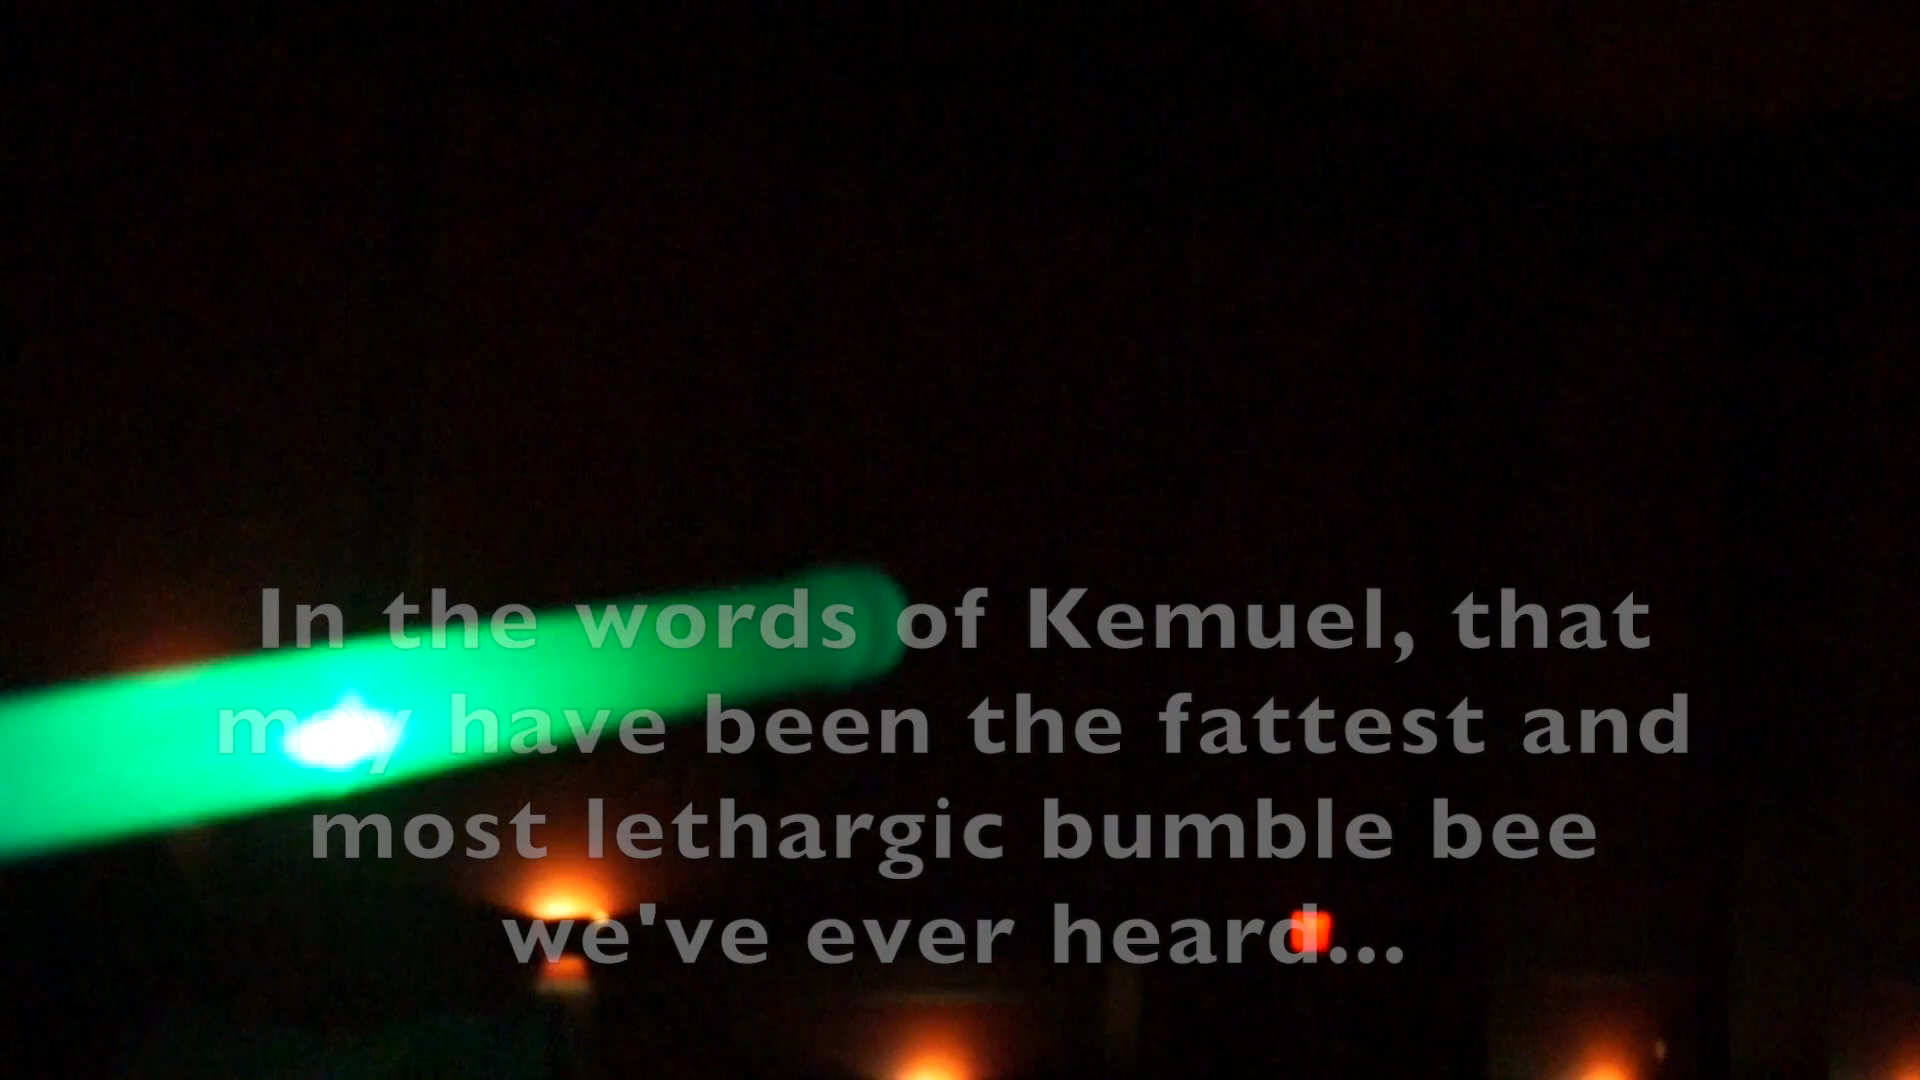 In the words of Kemuel, that
may have been the fattest and
most lethargic bumble bee
we've ever heard...